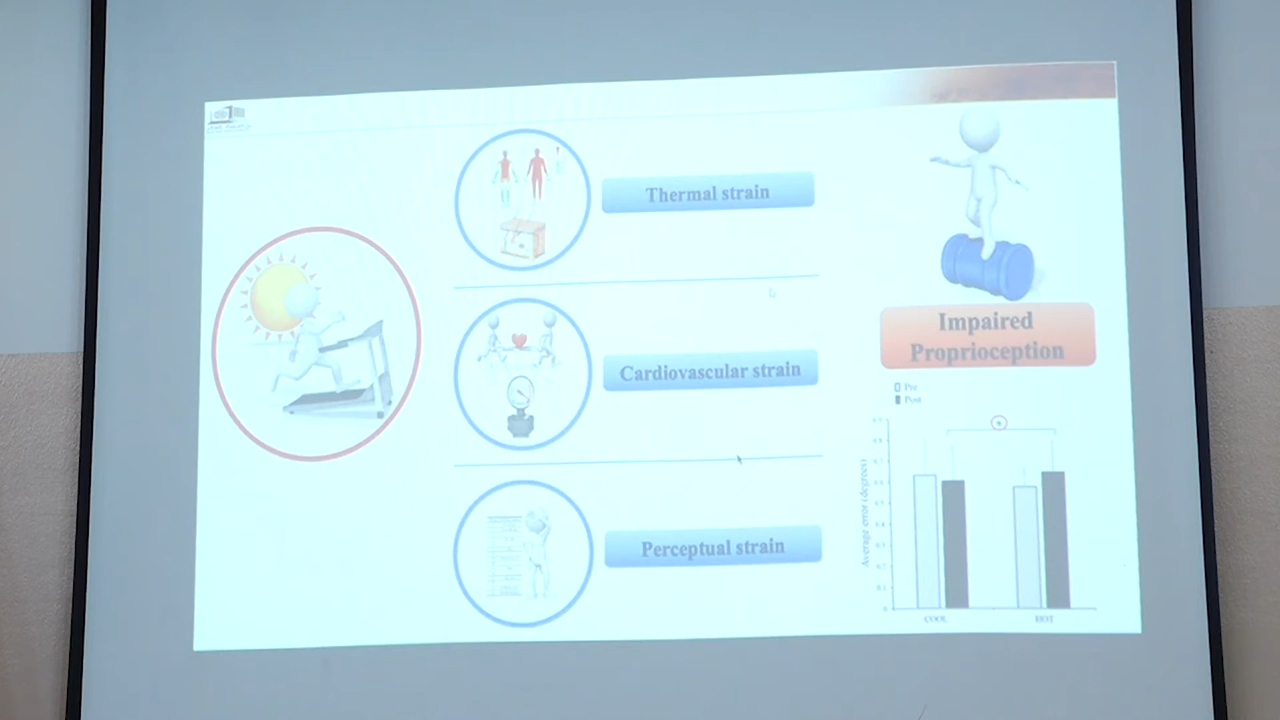 Thermal strain
Cardiovascular strain
Perceptual strain
Impaired
Proprioception
Pre
Post
Average error (degrees)
COOL
HOT